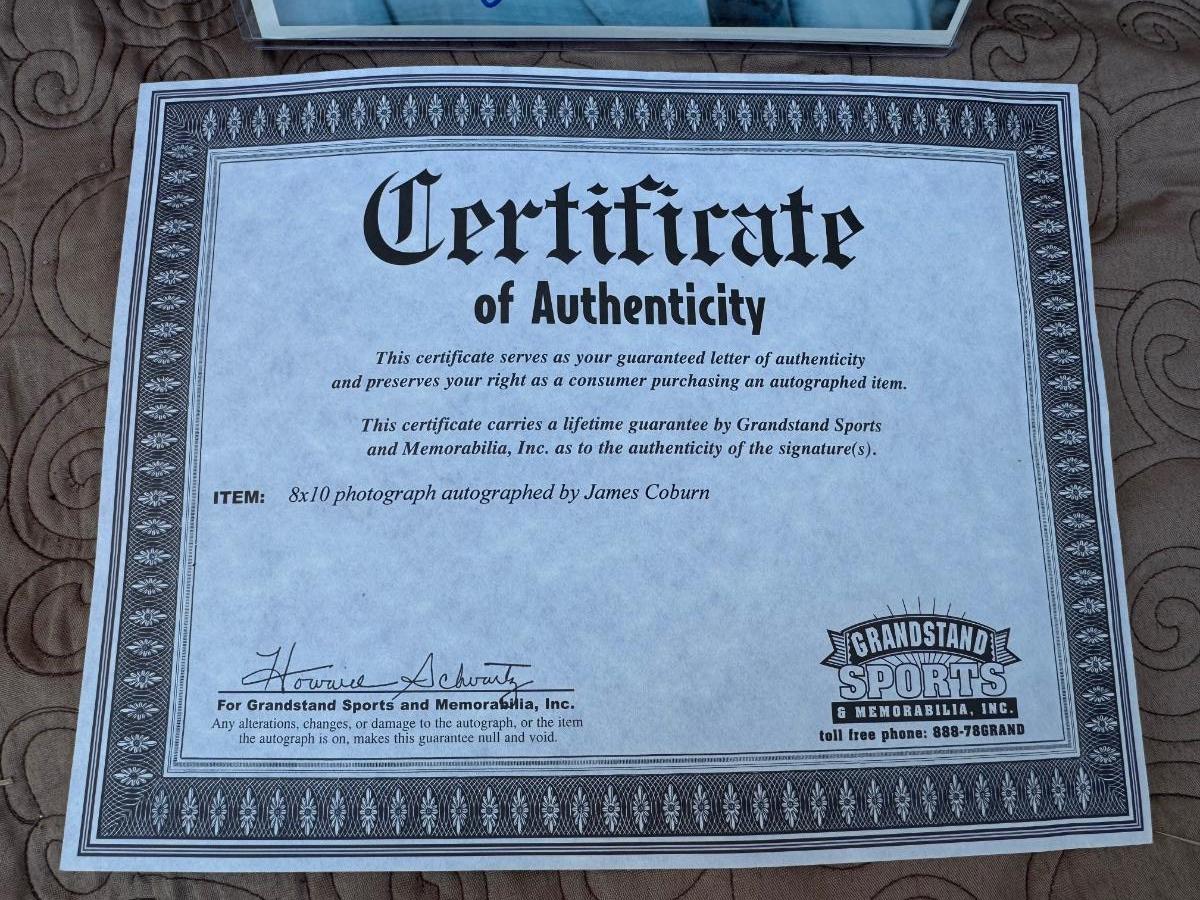 Certificate
of Authenticity
This certificate serves as your guaranteed letter of authenticity
and preserves your right as a consumer purchasing an autographed item.
This certificate carries a lifetime guarantee by Grandstand Sports
and Memorabilia, Inc. as to the authenticity of the signature(s).
ITEM: 8x10 photograph autographed by James Coburn
Howard Schwartz
For Grandstand Sports and Memorabilia, Inc.
Any alterations, changes, or damage to the autograph, or the item
the autograph is on, makes this guarantee null and void.
GRANDSTAND
SPORTS
& MEMORABILIA, INC.
toll free phone: 888-78GRAND